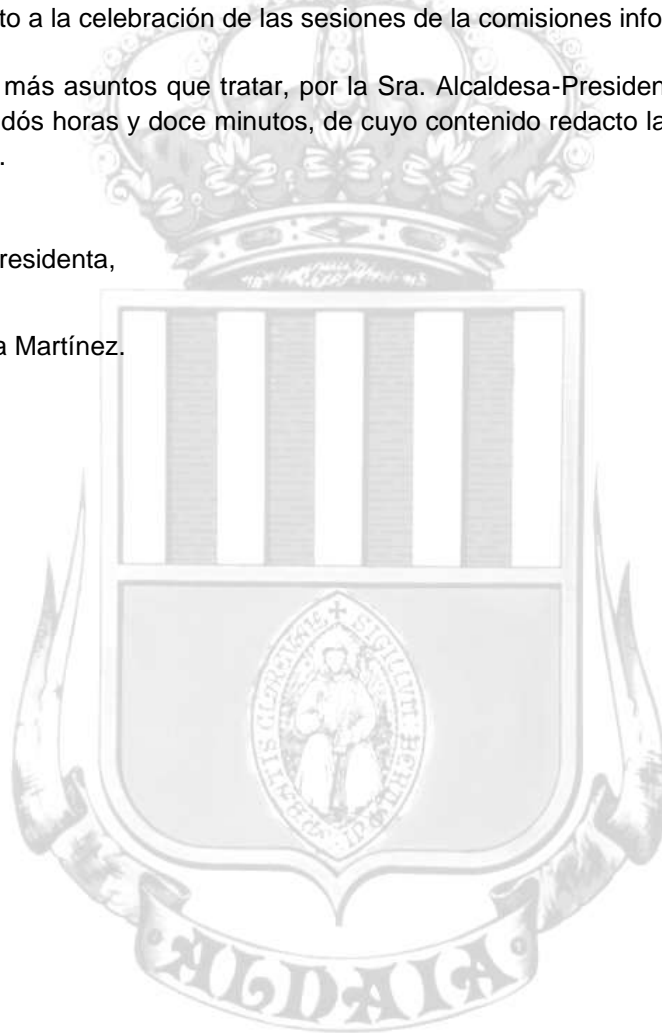 to a la celebración de las sesiones de la comisiones info
más asuntos que tratar, por la Sra. Alcaldesa-Presiden
dós horas y doce minutos, de cuyo contenido redacto la
.
residenta,
a Martínez.
SIGILLUM
ALDAIA